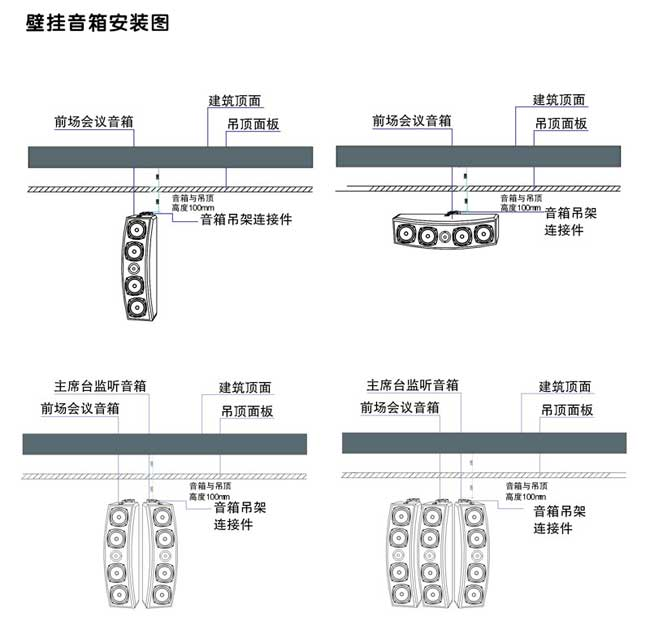 壁挂音箱安装图
建筑顶面
前场会议音箱
吊顶面板
音箱与吊顶
高度100mm
音箱吊架连接件
建筑顶面
前场会议音箱
吊顶面板
音箱与吊顶
高度100mm
音箱吊架
连接件
主席台监听音箱
建筑顶面
前场会议音箱
吊顶面板
音箱与吊顶
高度100mm
音箱吊架
连接件
主席台监听音箱
建筑顶面
前场会议音箱
吊顶面板
音箱与吊顶
高度100mm
音箱吊架
连接件